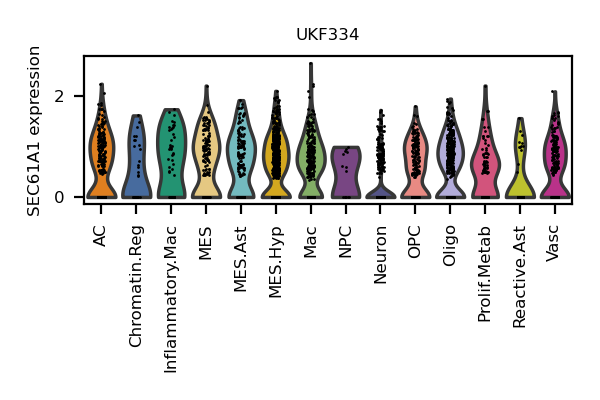 UKF334
SEC61A1 expression
2
0
AC
Chromatin.Reg
Inflammatory.Mac
MES
MES.Ast
MES.Hyp
Mac
NPC
Neuron
OPC
Oligo
Prolif.Metab
Reactive.Ast
Vasc